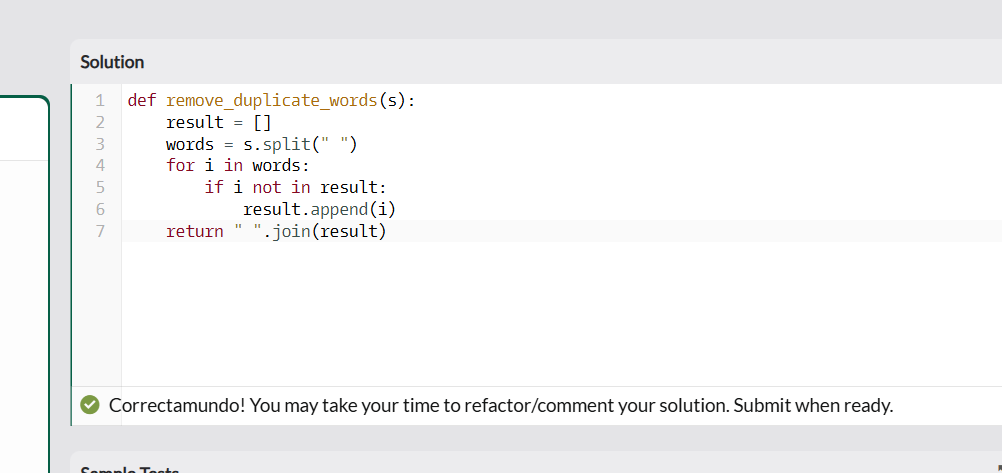 Solution
1 def remove_duplicate_words(s):
2     result = []
3     words = s.split(" ")
4     for i in words:
5         if i not in result:
6             result.append(i)
7     return " ".join(result)
Correctamundo! You may take your time to refactor/comment your solution. Submit when ready.
Sample Tests